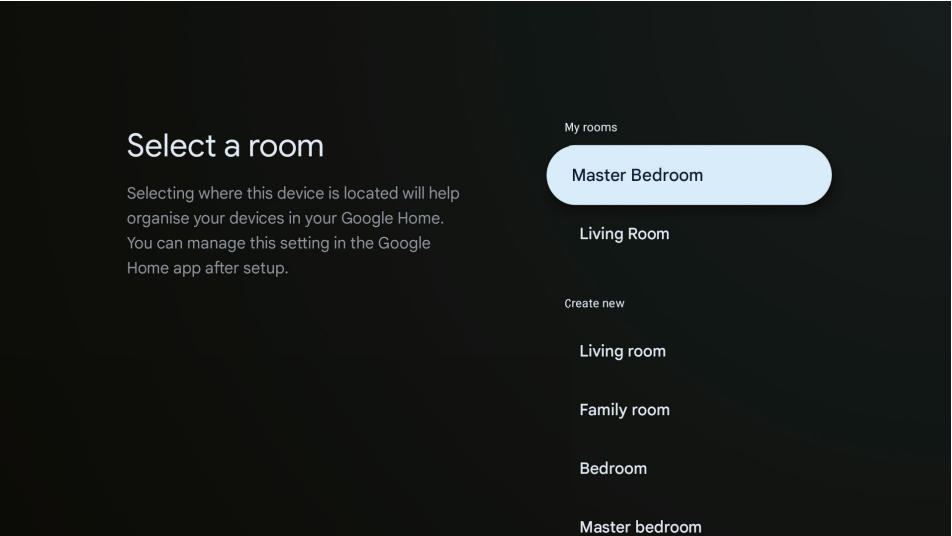 Select a room
Selecting where this device is located will help
organise your devices in your Google Home.
You can manage this setting in the Google
Home app after setup.
My rooms
Master Bedroom
Living Room
Create new
Living room
Family room
Bedroom
Master bedroom